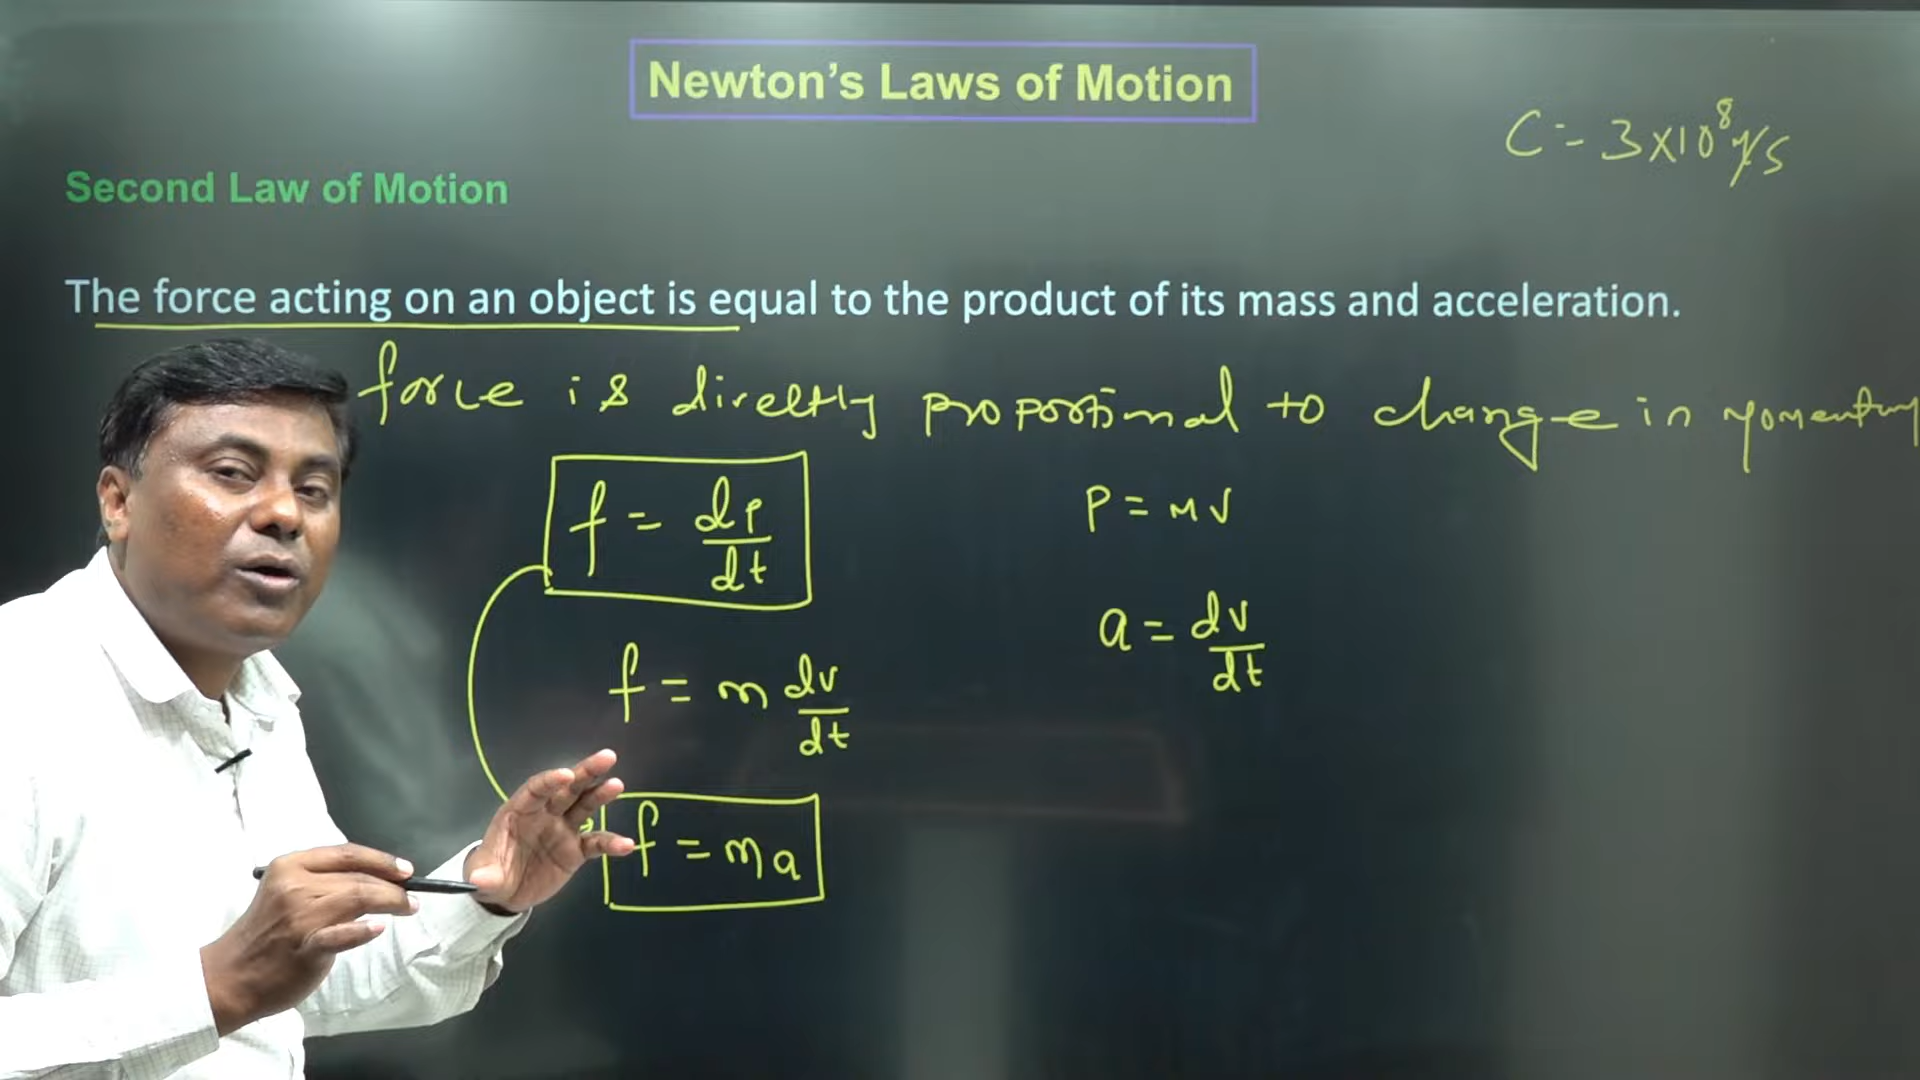 Newton's Laws of Motion
C = 3×10⁸ m/s
Second Law of Motion
The force acting on an object is equal to the product of its mass and acceleration.
force is directly proportional to change in momentum
f = dp/dt
P = mv
a = dv/dt
f = m dv/dt
f = ma